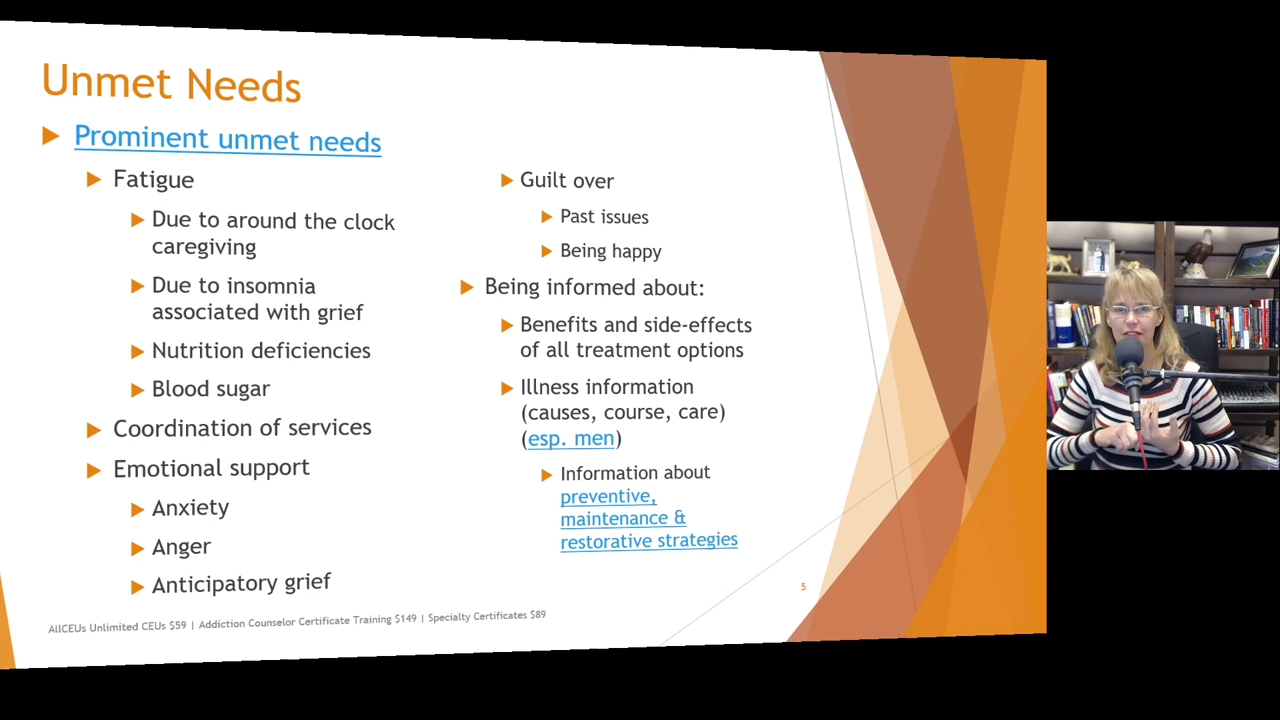 Unmet Needs
Prominent unmet needs
Fatigue
Due to around the clock
caregiving
Due to insomnia
associated with grief
Nutrition deficiencies
Blood sugar
Coordination of services
Emotional support
Anxiety
Anger
Anticipatory grief
Guilt over
Past issues
Being happy
Being informed about:
Benefits and side-effects
of all treatment options
Illness information
(causes, course, care)
(esp. men)
Information about
preventive,
maintenance &
restorative strategies
5
AllCEUs Unlimited CEUs $59 | Addiction Counselor Certificate Training $149 | Specialty Certificates $89